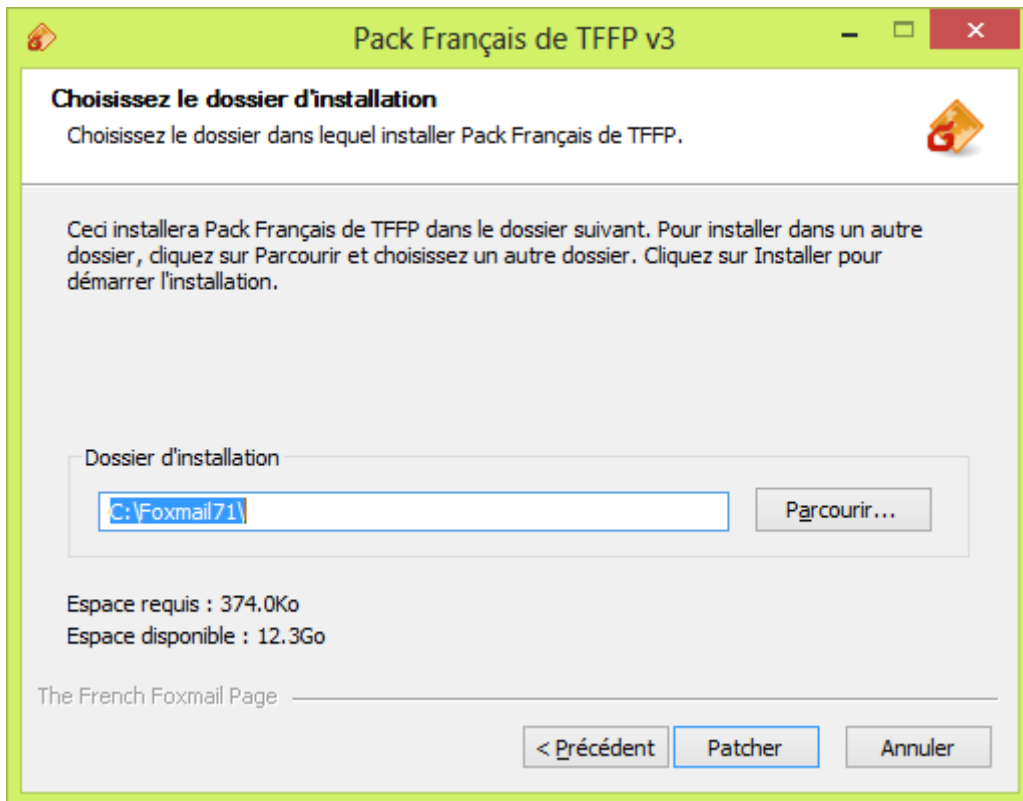 Pack Français de TFFP v3
Choisissez le dossier d'installation
Choisissez le dossier dans lequel installer Pack Français de TFFP.
Ceci installera Pack Français de TFFP dans le dossier suivant. Pour installer dans un autre
dossier, cliquez sur Parcourir et choisissez un autre dossier. Cliquez sur Installer pour
démarrer l'installation.
Dossier d'installation
C:\Foxmail71\
Parcourir...
Espace requis : 374.0Ko
Espace disponible : 12.3Go
The French Foxmail Page
< Précédent
Patcher
Annuler